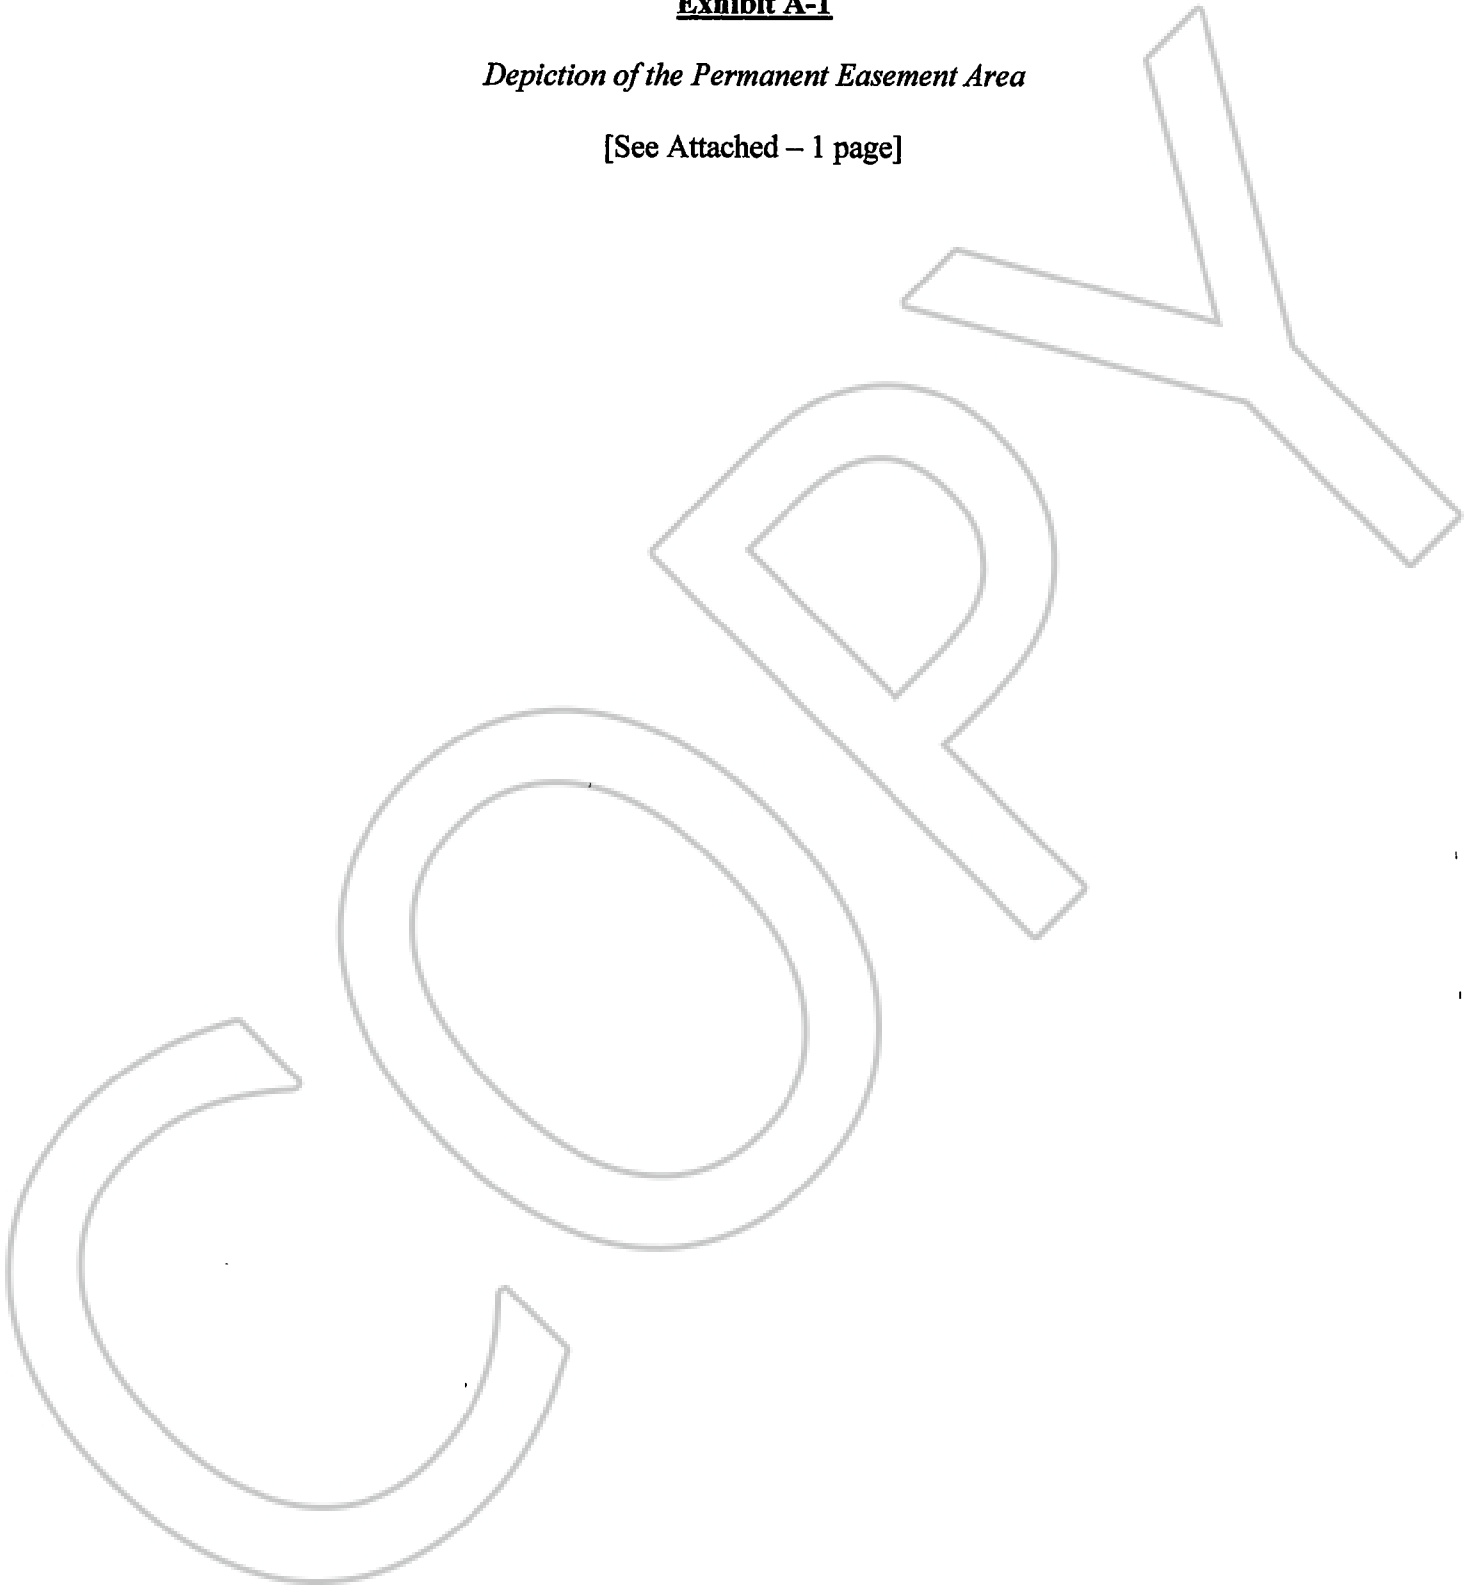 Exhibit A-1
Depiction of the Permanent Easement Area
[See Attached – 1 page]
COPY